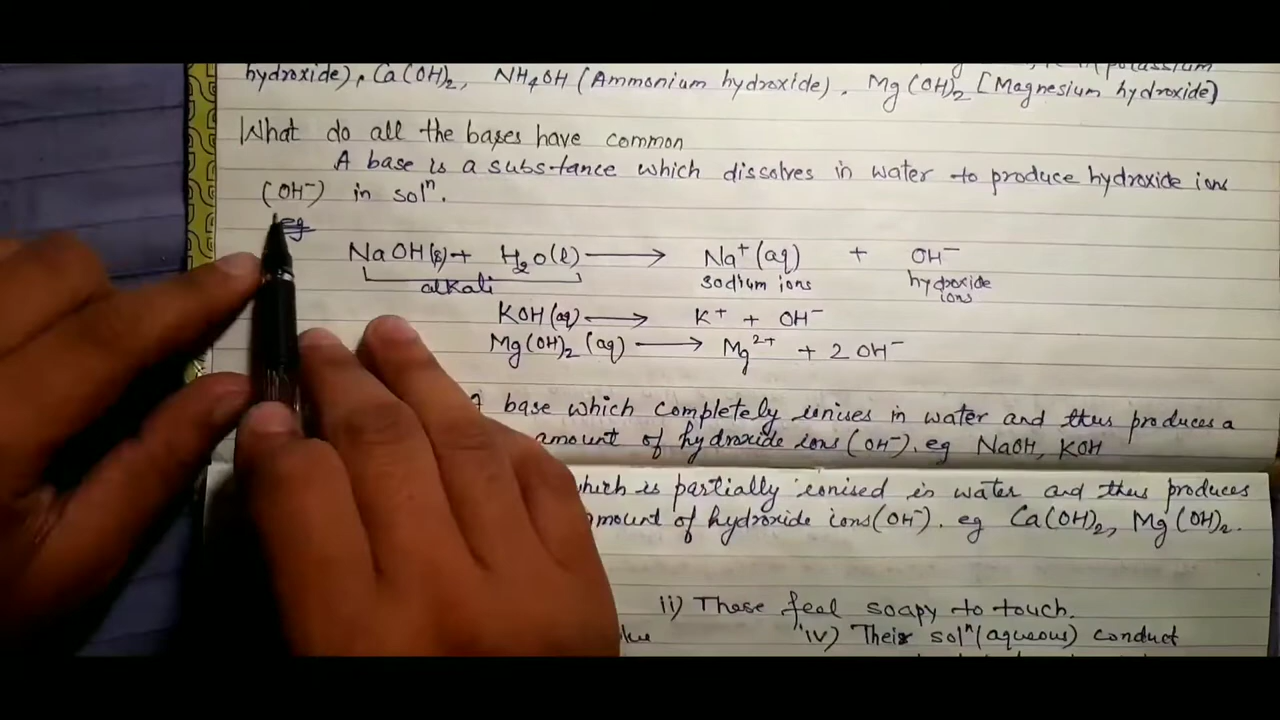 hydroxide), Ca(OH)₂, NH₄OH (Ammonium hydroxide). Mg(OH)₂ [Magnesium hydroxide]
What do all the bases have common
A base is a substance which dissolves in water to produce hydroxide ions
(OH⁻) in solⁿ.
NaOH(s) + H₂O(l) ⟶ Na⁺(aq) + OH⁻
alkali sodium ions hydroxide
ions
KOH(aq) ⟶ K⁺ + OH⁻
Mg(OH)₂ (aq) ⟶ Mg²⁺ + 2OH⁻
A base which completely ionises in water and thus produces a
amount of hydroxide ions (OH⁻). eg NaOH, KOH
which is partially ionised in water and thus produces
amount of hydroxide ions(OH⁻). eg Ca(OH)₂, Mg(OH)₂.
ii) These feel soapy to touch.
iv) Their solⁿ(aqueous) conduct